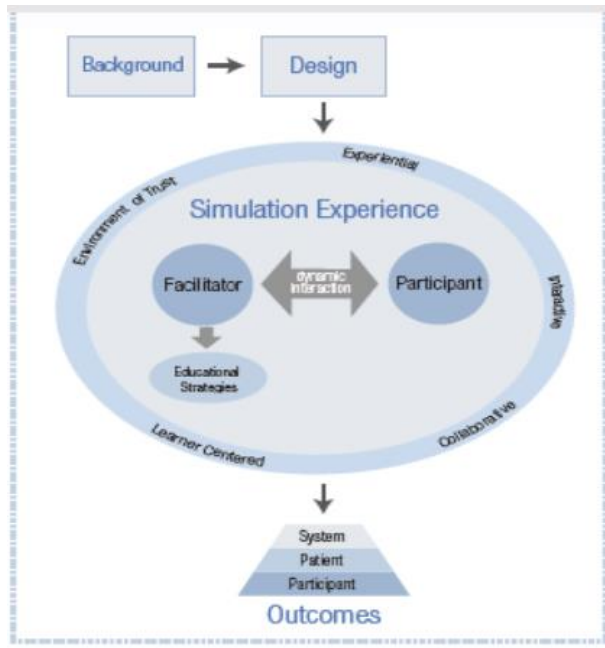 Background
Design
Experiential
Environment of Trust
Simulation Experience
Facilitator
dynamic
interaction
Participant
Interactive
Educational
Strategies
Learner Centered
Collaborative
System
Patient
Participant
Outcomes